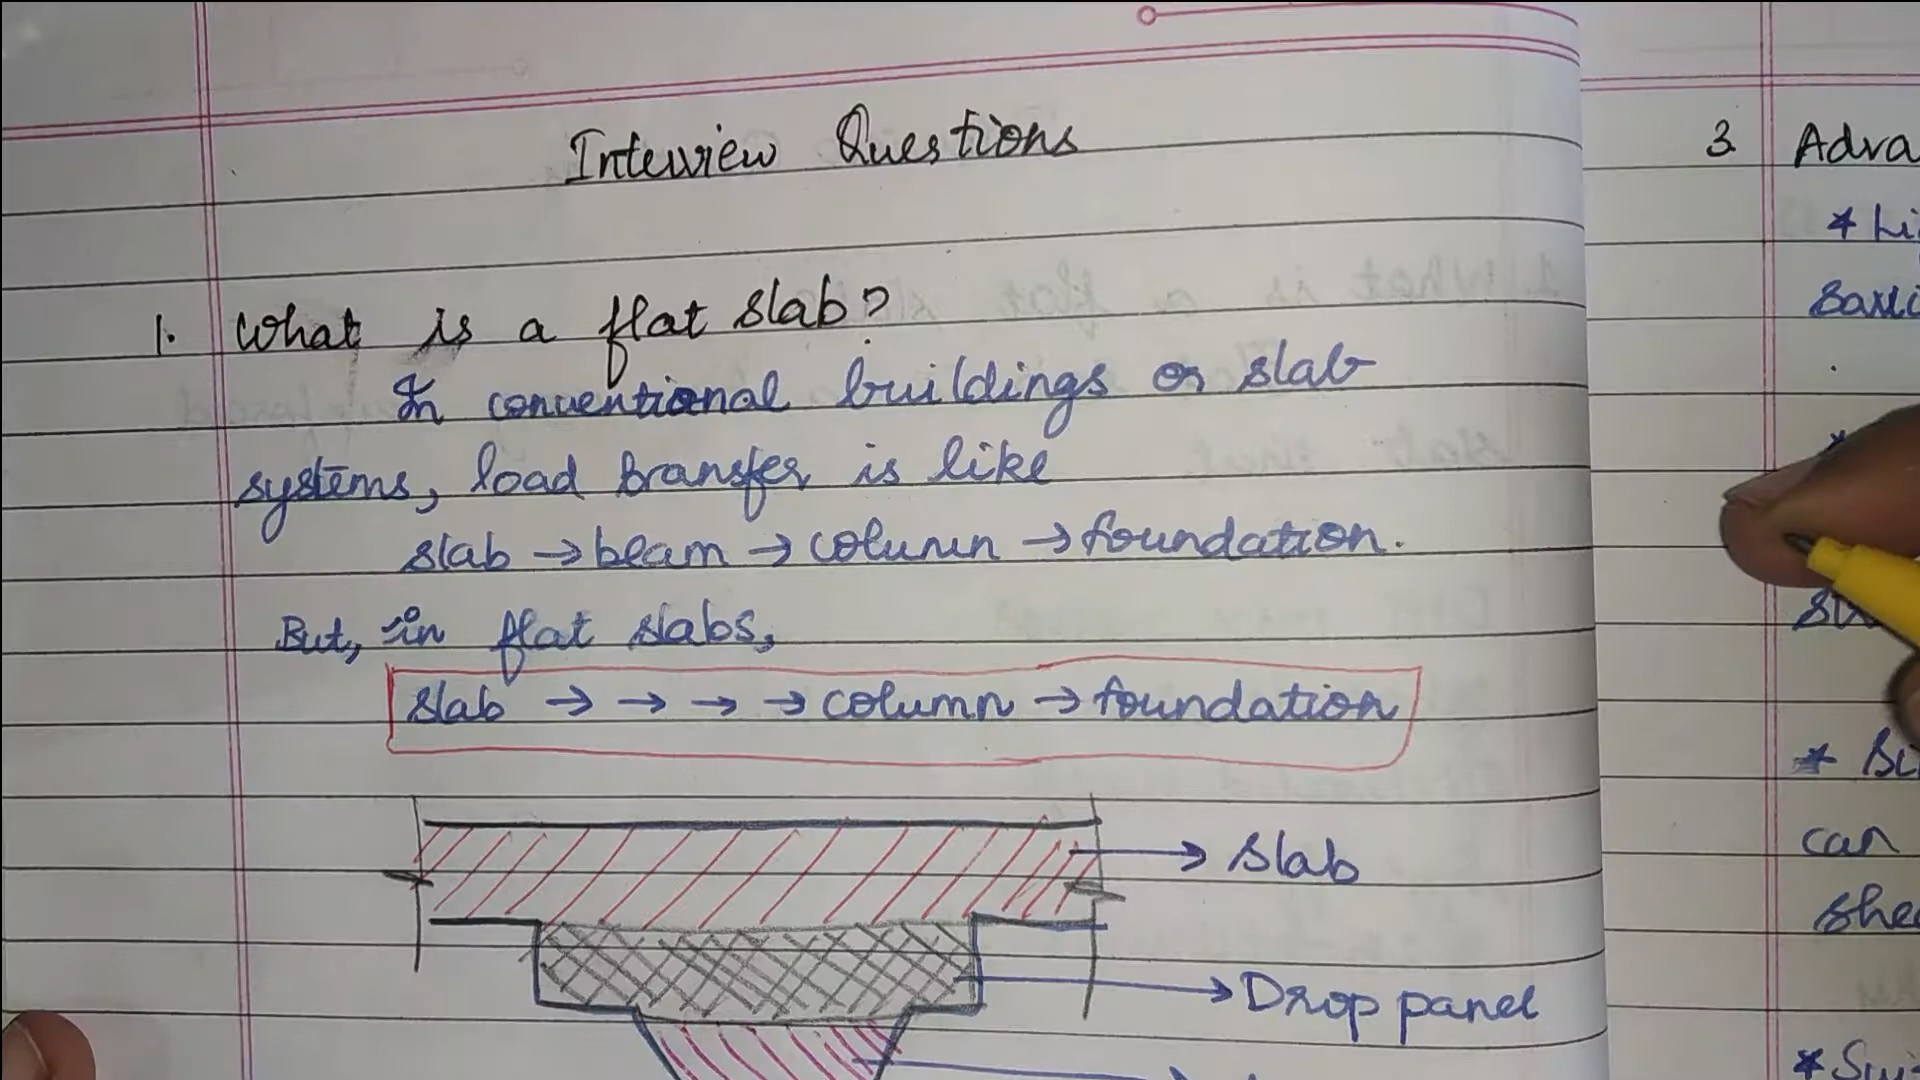 Interview Questions
1. What is a flat slab?
In conventional buildings or slab
systems, load transfer is like
slab → beam → column → foundation.
But, in flat slabs,
slab → → → → column → foundation
Slab
Drop panel
3
can